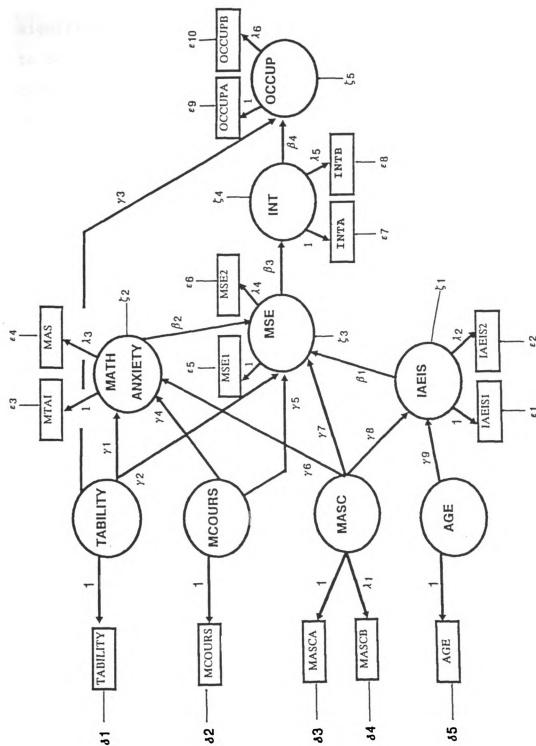 ε10
OCCUPB
λ6
ε9
OCCUPA
1
OCCUP
ζ5
γ3
β4
ζ4
INT
λ5
INTB
ε8
1
INTA
ε7
ε4
MAS
λ3
ζ2
ε3
MTAI
1
MATH
ANXIETY
β2
ε6
MSE2
λ4
β3
ε5
MSE1
1
MSE
ζ3
γ1
γ2
γ4
γ5
γ6
γ7
γ8
γ9
β1
ζ1
IAEIS
λ2
IAEIS2
ε2
1
IAEIS1
ε1
TABILITY
1
TABILITY
δ1
MCOURS
1
MCOURS
δ2
MASC
1
MASCA
δ3
λ1
MASCB
δ4
AGE
1
AGE
δ5